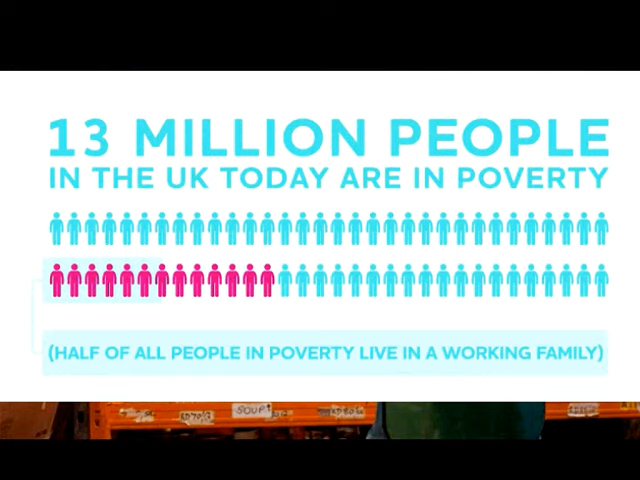 13 MILLION PEOPLE
IN THE UK TODAY ARE IN POVERTY
(HALF OF ALL PEOPLE IN POVERTY LIVE IN A WORKING FAMILY)
SOUP